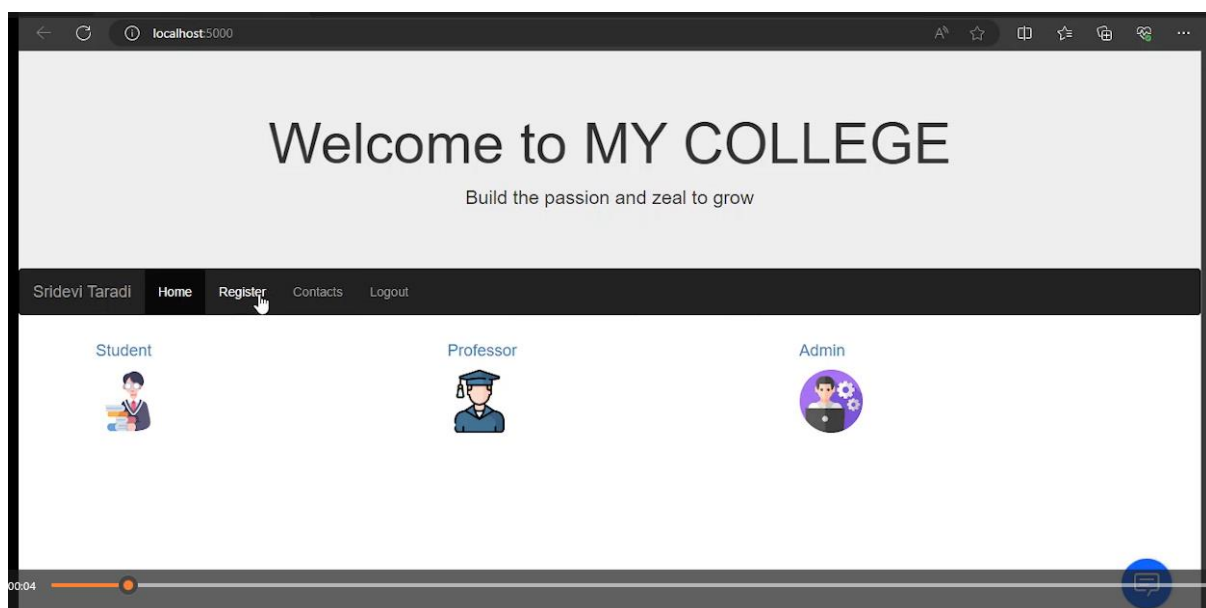 localhost:5000
Welcome to MY COLLEGE
Build the passion and zeal to grow
Sridevi Taradi Home Register Contacts Logout
Student Professor Admin
00:04